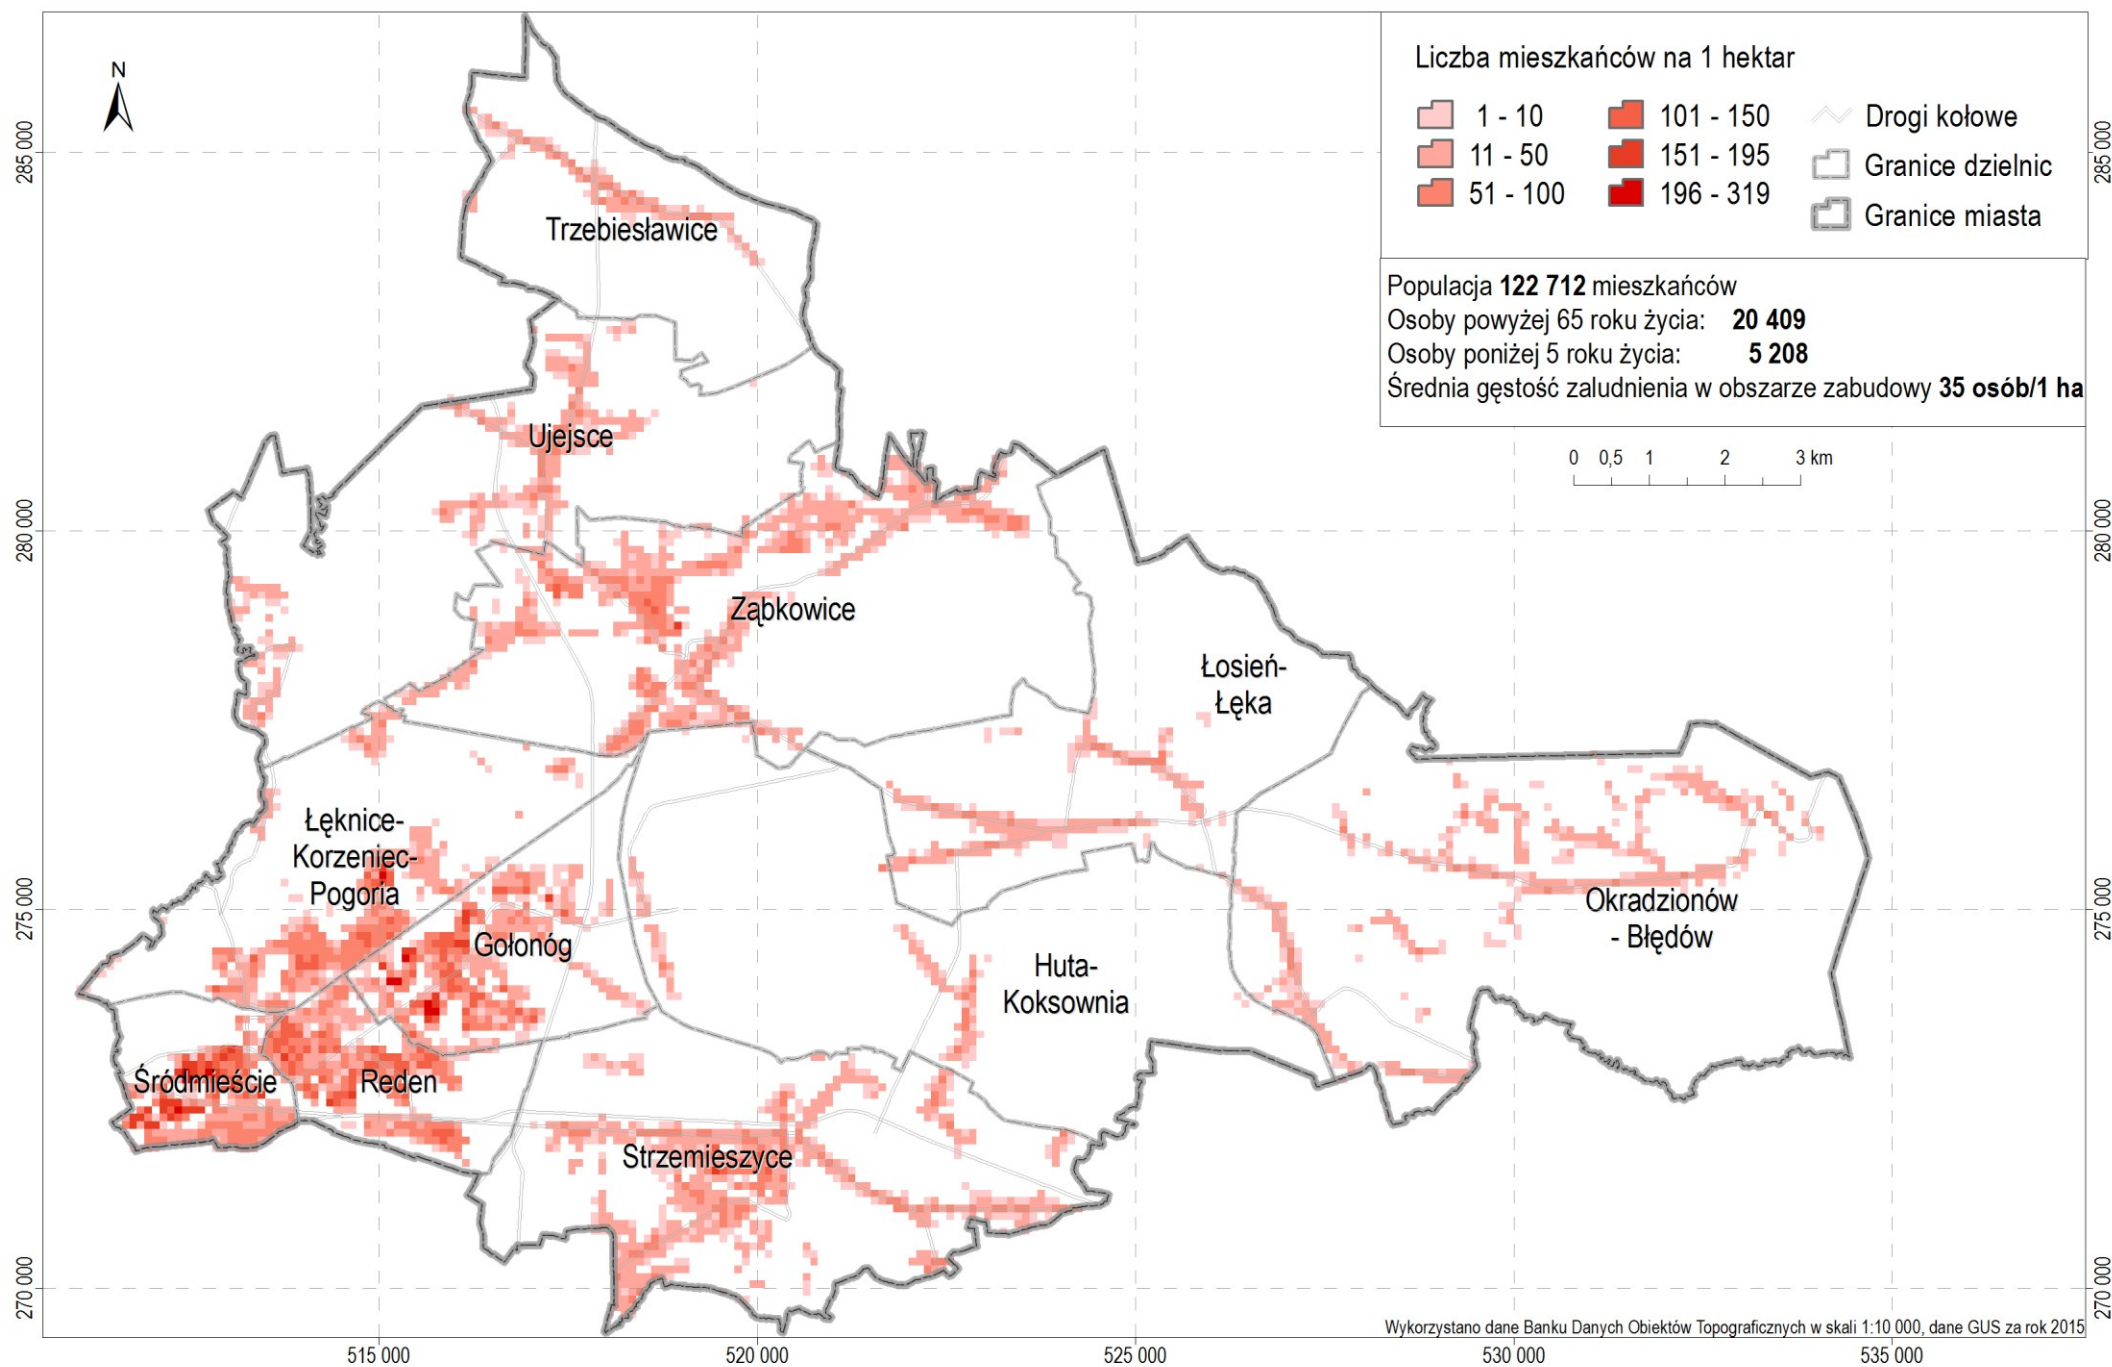 N
Liczba mieszkańców na 1 hektar
1 - 10
11 - 50
51 - 100
101 - 150
151 - 195
196 - 319
Drogi kołowe
Granice dzielnic
Granice miasta
Populacja 122 712 mieszkańców
Osoby powyżej 65 roku życia: 20 409
Osoby poniżej 5 roku życia: 5 208
Średnia gęstość zaludnienia w obszarze zabudowy 35 osób/1 ha
0 0,5 1 2 3 km
Trzebiesławice
Ujejsce
Ząbkowice
Łosień-
Łęka
Łęknice-
Korzeniec-
Pogoria
Gołonóg
Okradzionów
- Błędów
Huta-
Koksownia
Śródmieście
Reden
Strzemieszyce
285 000
280 000
275 000
270 000
285 000
280 000
275 000
270 000
Wykorzystano dane Banku Danych Obiektów Topograficznych w skali 1:10 000, dane GUS za rok 2015
515 000
520 000
525 000
530 000
535 000